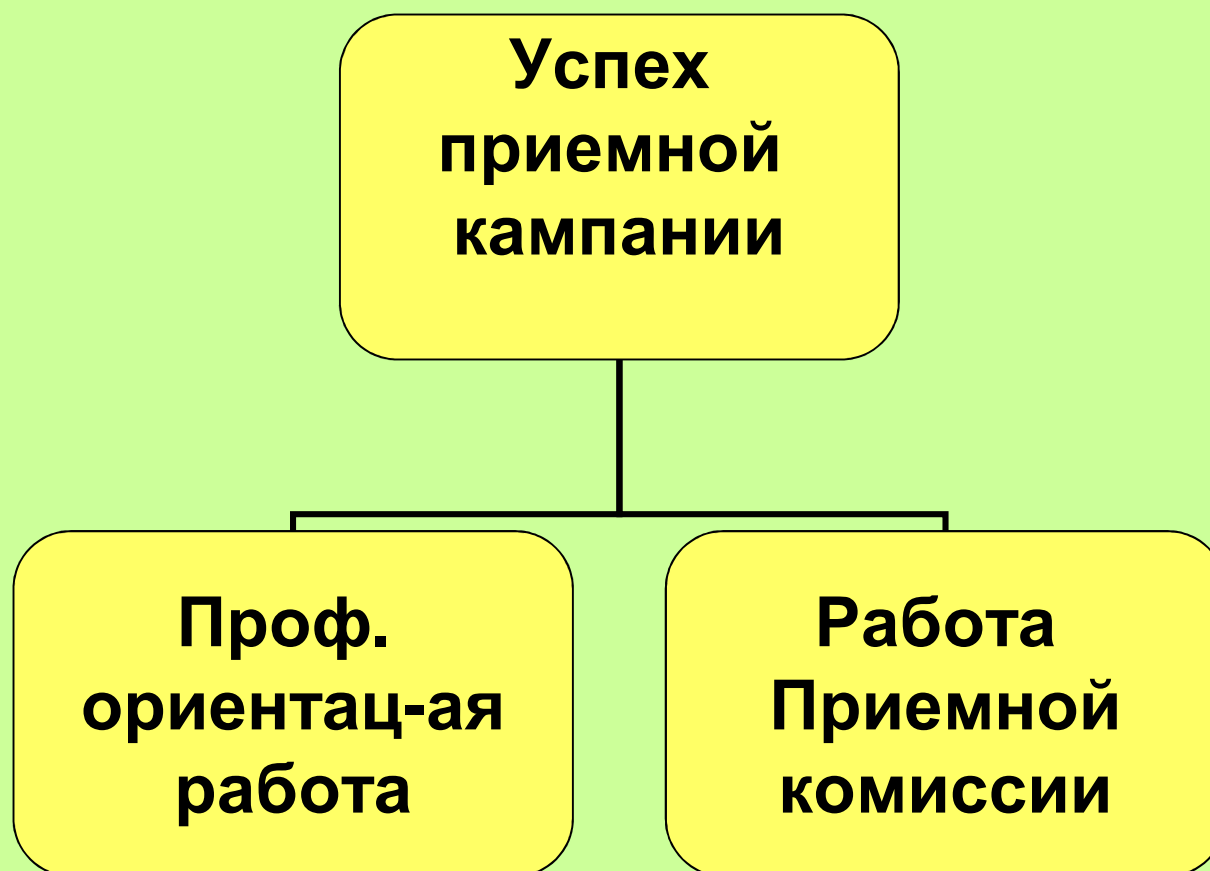 Успех
приемной
кампании
Проф.
ориентац-ая
работа
Работа
Приемной
комиссии